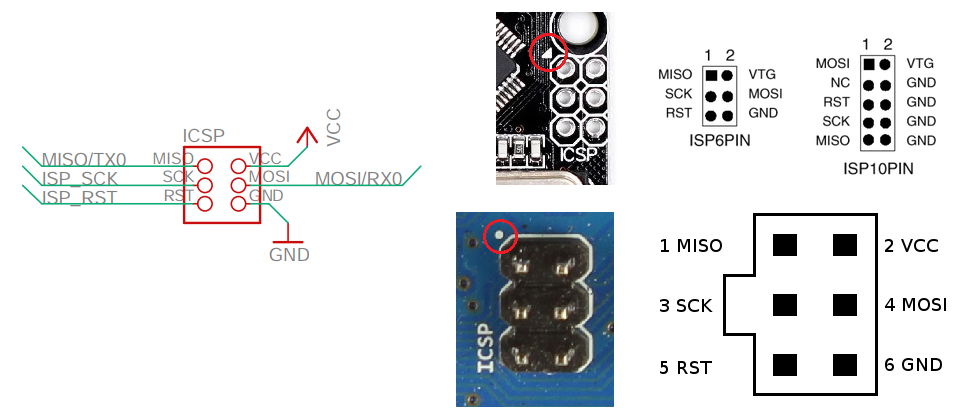 ICSP
VCC
MISO/TX0
MISO
VCC
ISP_SCK
SCK
MOSI
MOSI/RX0
ISP_RST
RST
GND
GND
ICSP
1 2
MISO VTG
SCK MOSI
RST GND
ISP6PIN
1 2
MOSI VTG
NC GND
RST GND
SCK GND
MISO GND
ISP10PIN
ICSP
1 MISO 2 VCC
3 SCK 4 MOSI
5 RST 6 GND